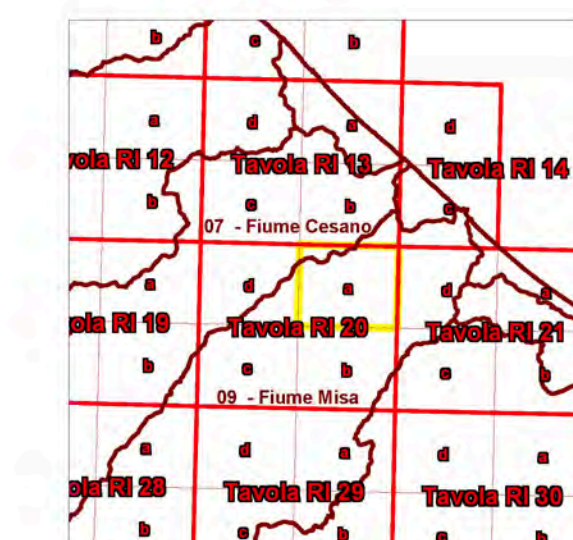 b c b
a d a d
vola RI 12 Tavola RI 13 Tavola RI 14
b c b c
07 - Fiume Cesano
a d a d a
ola RI 19 Tavola RI 20 Tavola RI 21
b c b c b
09 - Fiume Misa
a d a d a
ola RI 28 Tavola RI 29 Tavola RI 30
b c b c b